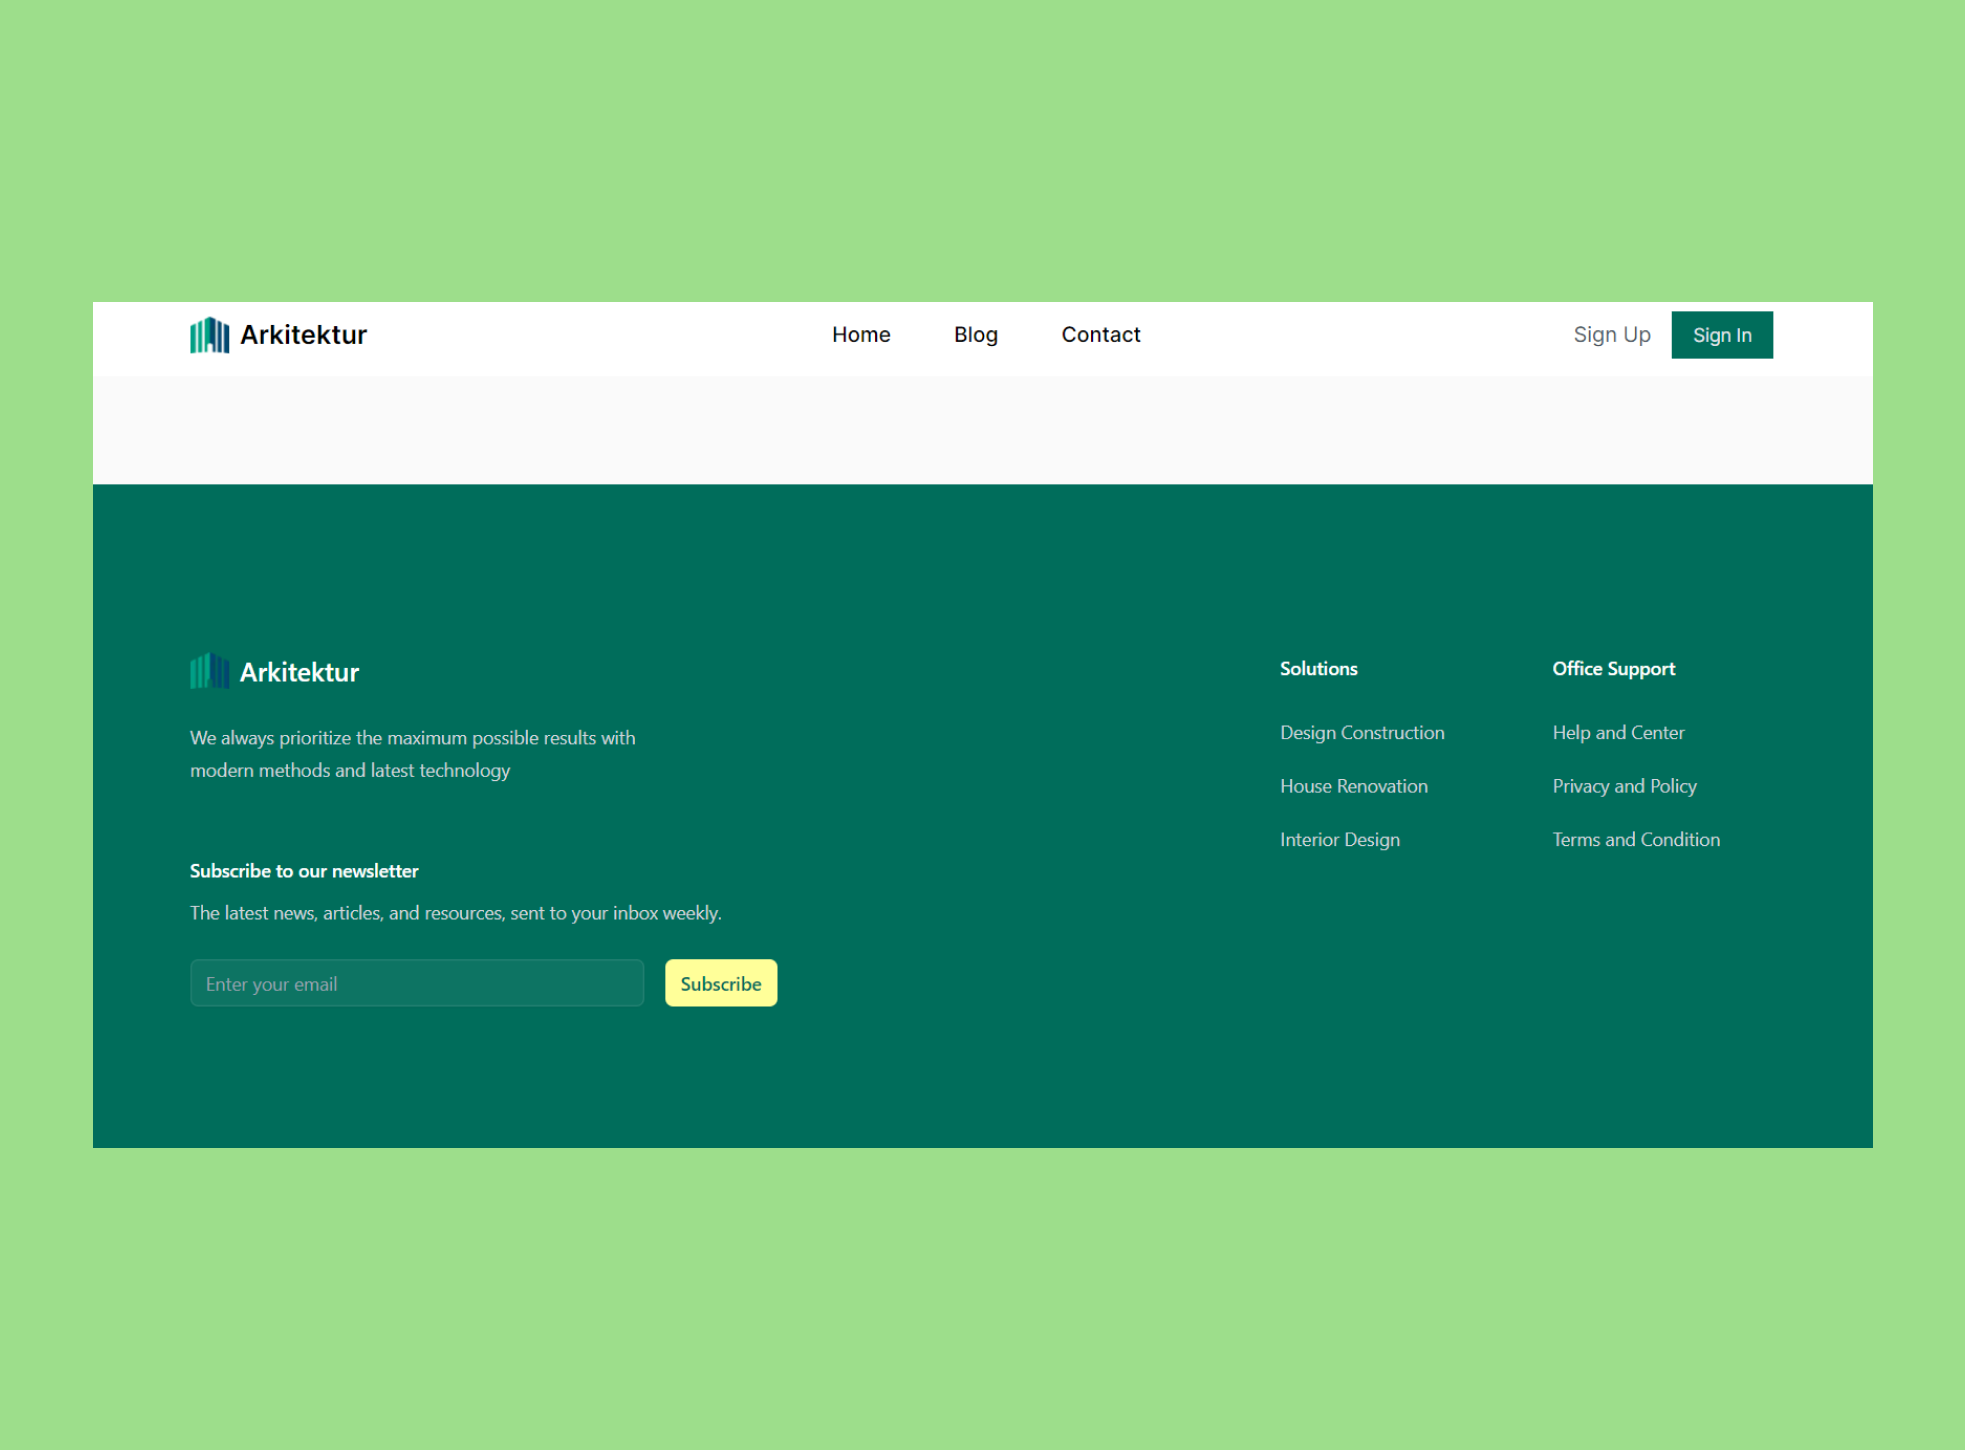 Arkitektur
Home
Blog
Contact
Sign Up
Sign In
Arkitektur
We always prioritize the maximum possible results with
modern methods and latest technology
Subscribe to our newsletter
The latest news, articles, and resources, sent to your inbox weekly.
Enter your email
Subscribe
Solutions
Design Construction
House Renovation
Interior Design
Office Support
Help and Center
Privacy and Policy
Terms and Condition